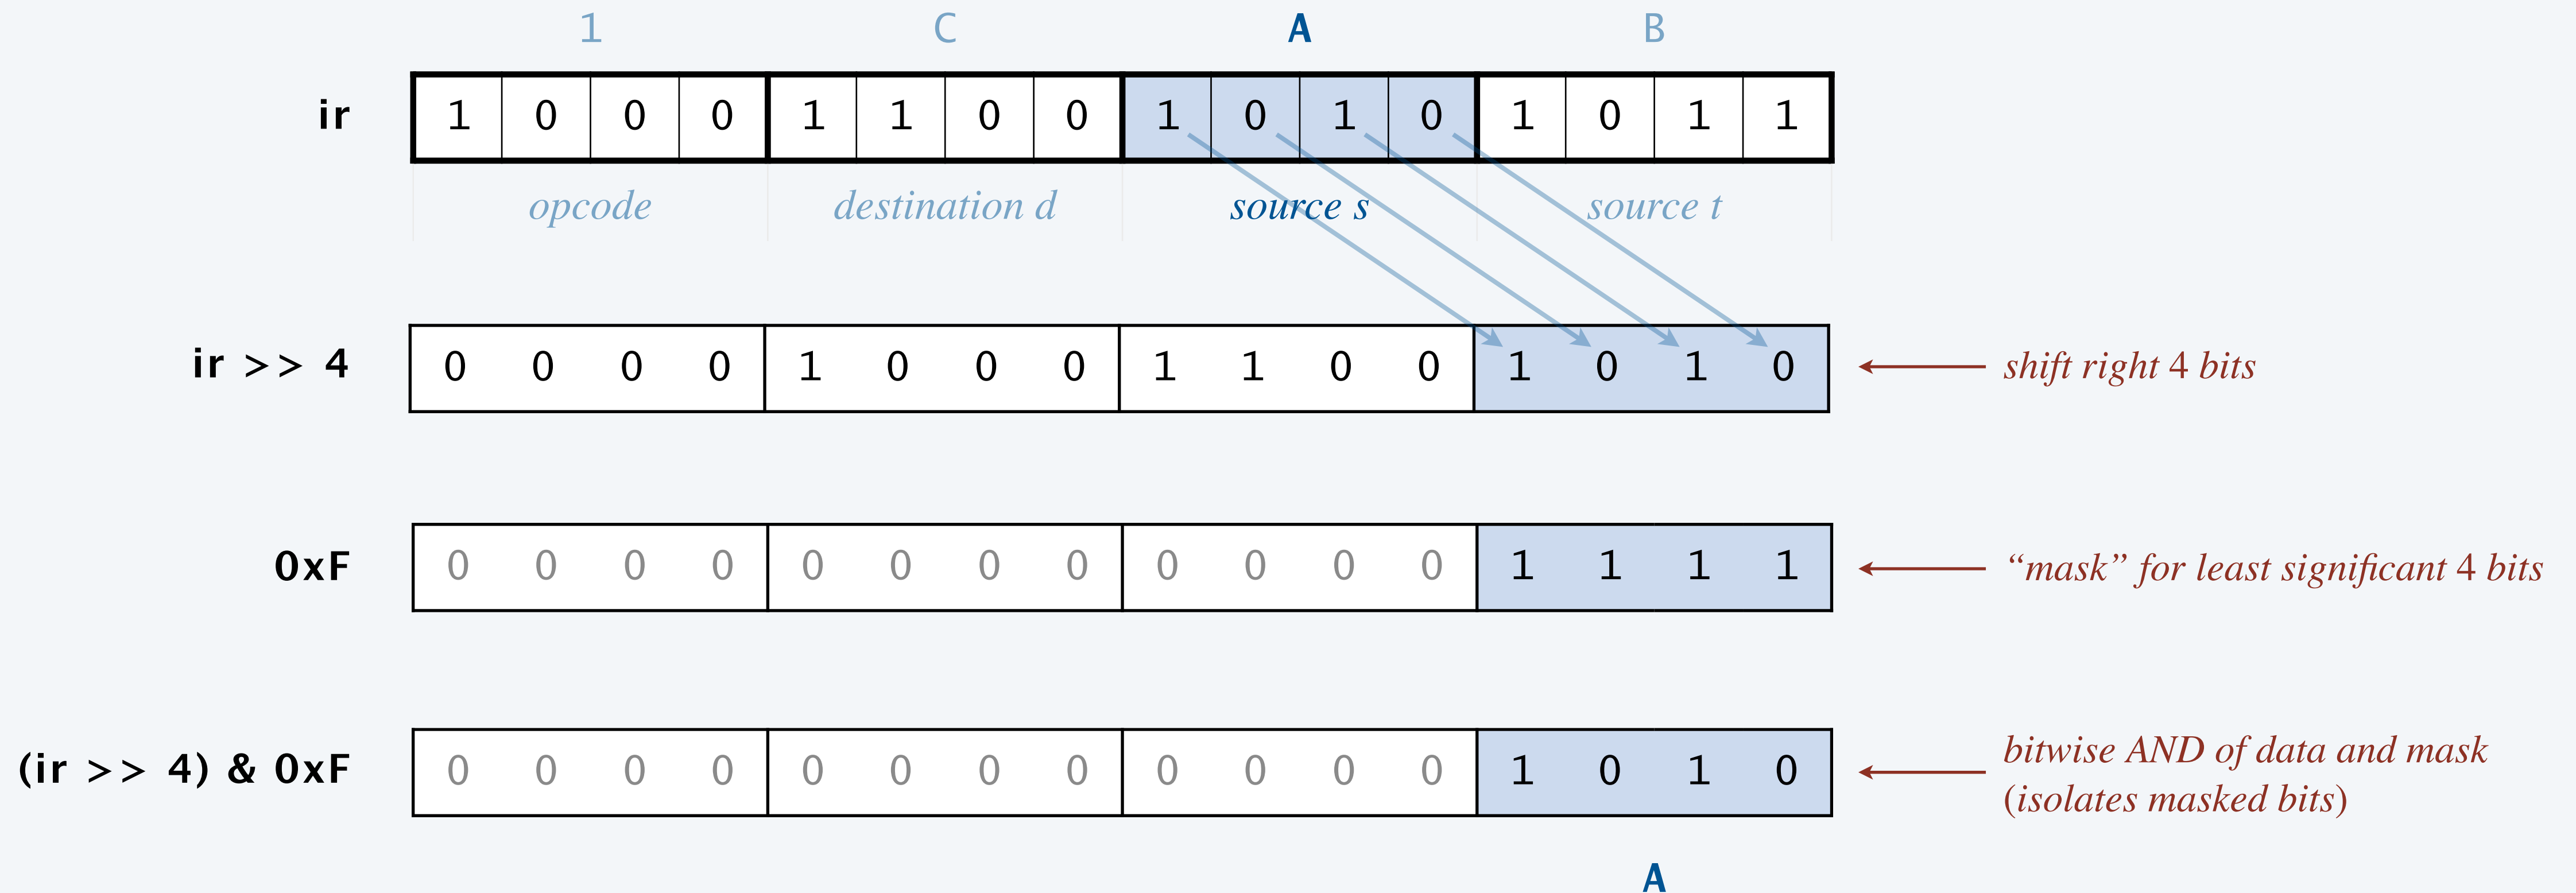 1 C A B
ir 1 0 0 0 1 1 0 0 1 0 1 0 1 0 1 1
opcode destination d source s source t
ir >> 4 0 0 0 0 1 0 0 0 1 1 0 0 1 0 1 0 shift right 4 bits
0xF 0 0 0 0 0 0 0 0 0 0 0 0 1 1 1 1 “mask” for least significant 4 bits
(ir >> 4) & 0xF 0 0 0 0 0 0 0 0 0 0 0 0 1 0 1 0 bitwise AND of data and mask
(isolates masked bits)
A